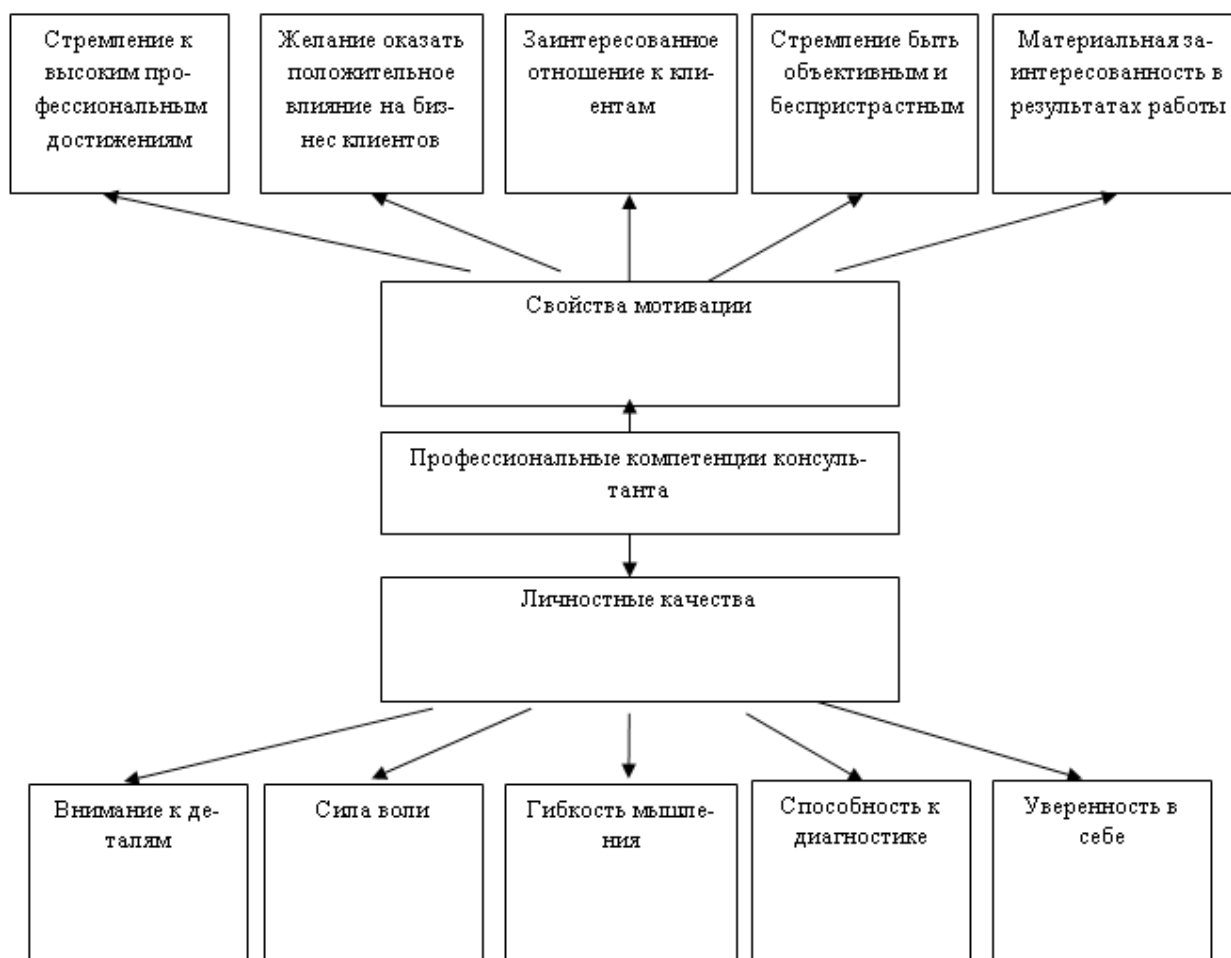 Стремление к
высоким про-
фессиональным
достижениям
Желание оказать
положительное
влияние на биз-
нес клиентов
Заинтересованное
отношение к кли-
ентам
Стремление быть
объективным и
беспристрастным
Материальная за-
интересованность в
результатах работы
Свойства мотивации
Профессиональные компетенции консуль-
танта
Личностные качества
Внимание к де-
талям
Сила воли
Гибкость мышле-
ния
Способность к
диагностике
Уверенность в
себе